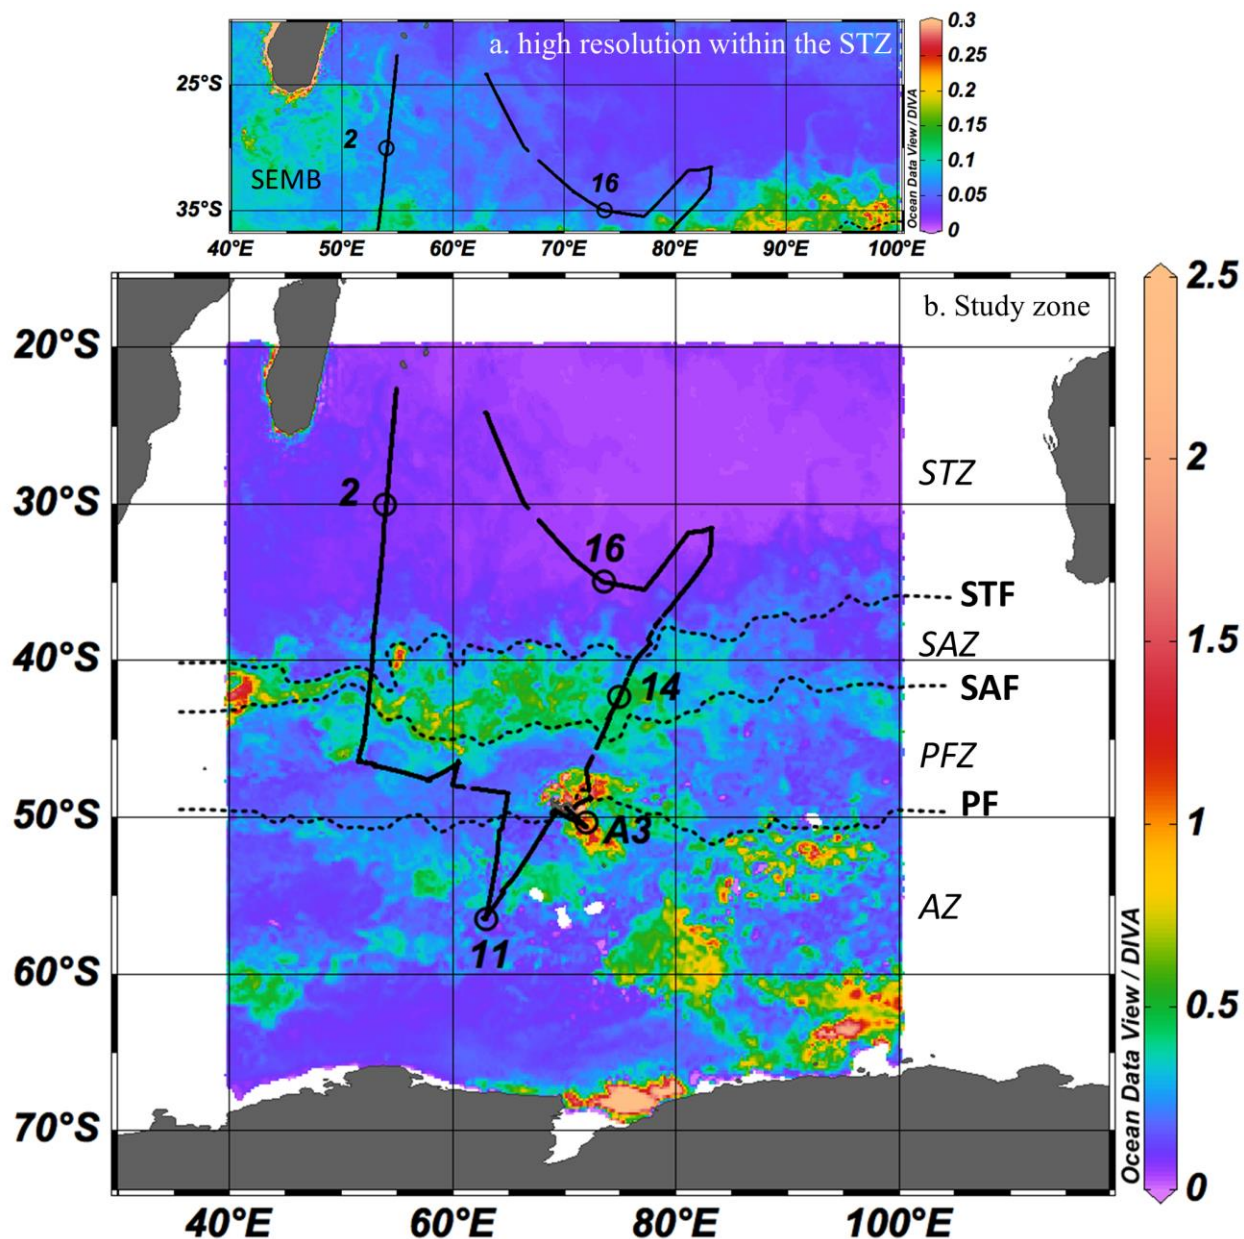 a. high resolution within the STZ
0.3
0.25
0.2
0.15
0.1
0.05
0
Ocean Data View / DIVA
25°S
35°S
2
SEMB
16
40°E 50°E 60°E 70°E 80°E 90°E 100°E
b. Study zone
2.5
2
1.5
1
0.5
0
Ocean Data View / DIVA
20°S
30°S
40°S
50°S
60°S
70°S
2
16
14
A3
11
STZ
STF
SAZ
SAF
PFZ
PF
AZ
40°E 60°E 80°E 100°E